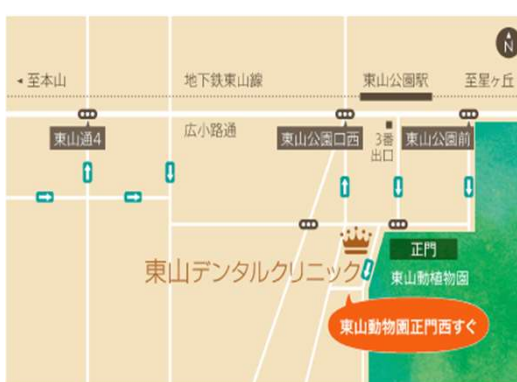 N
至本山
地下鉄東山線
東山公園駅
至星ヶ丘
東山通4
広小路通
東山公園口西
3番
出口
東山公園前
正門
東山動植物園
東山デンタルクリニック
東山動物園正門西すぐ